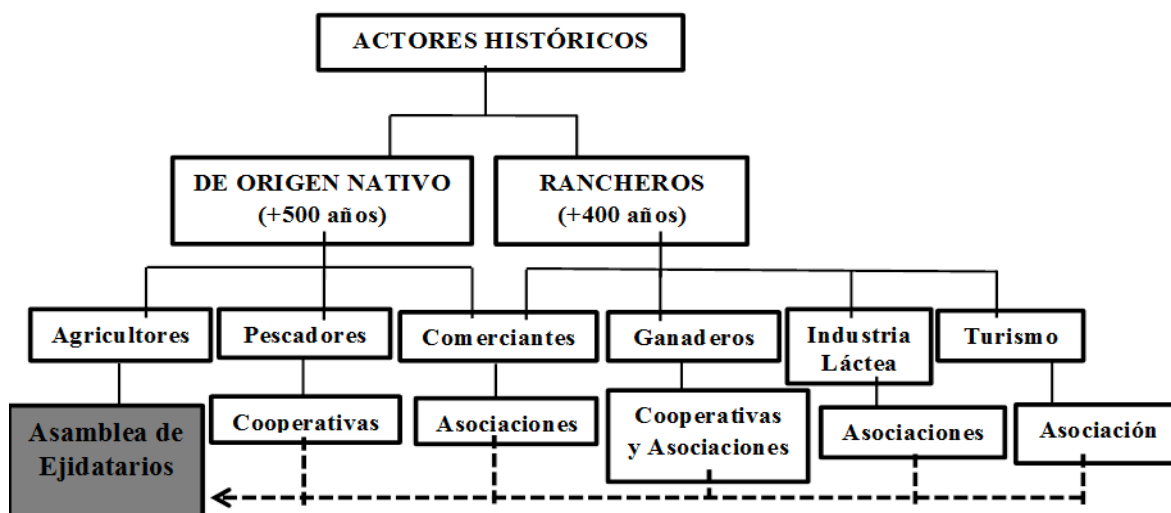 ACTORES HISTÓRICOS
DE ORIGEN NATIVO
(+500 años)
RANCHEROS
(+400 años)
Agricultores
Pescadores
Comerciantes
Ganaderos
Industria
Láctea
Turismo
Asamblea de
Ejidatarios
Cooperativas
Asociaciones
Cooperativas
y Asociaciones
Asociaciones
Asociación